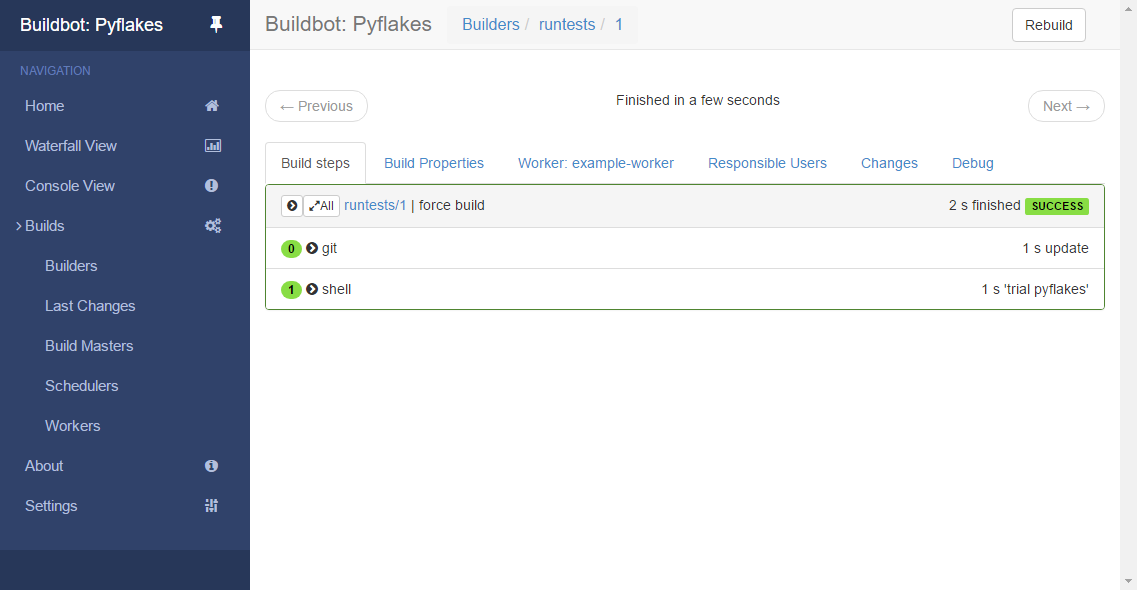 Buildbot: Pyflakes
NAVIGATION
Home
Waterfall View
Console View
Builds
Builders
Last Changes
Build Masters
Schedulers
Workers
About
Settings
Buildbot: Pyflakes Builders / runtests / 1 Rebuild
← Previous Finished in a few seconds Next →
Build steps Build Properties Worker: example-worker Responsible Users Changes Debug
All runtests/1 | force build 2 s finished SUCCESS
0 git 1 s update
1 shell 1 s 'trial pyflakes'